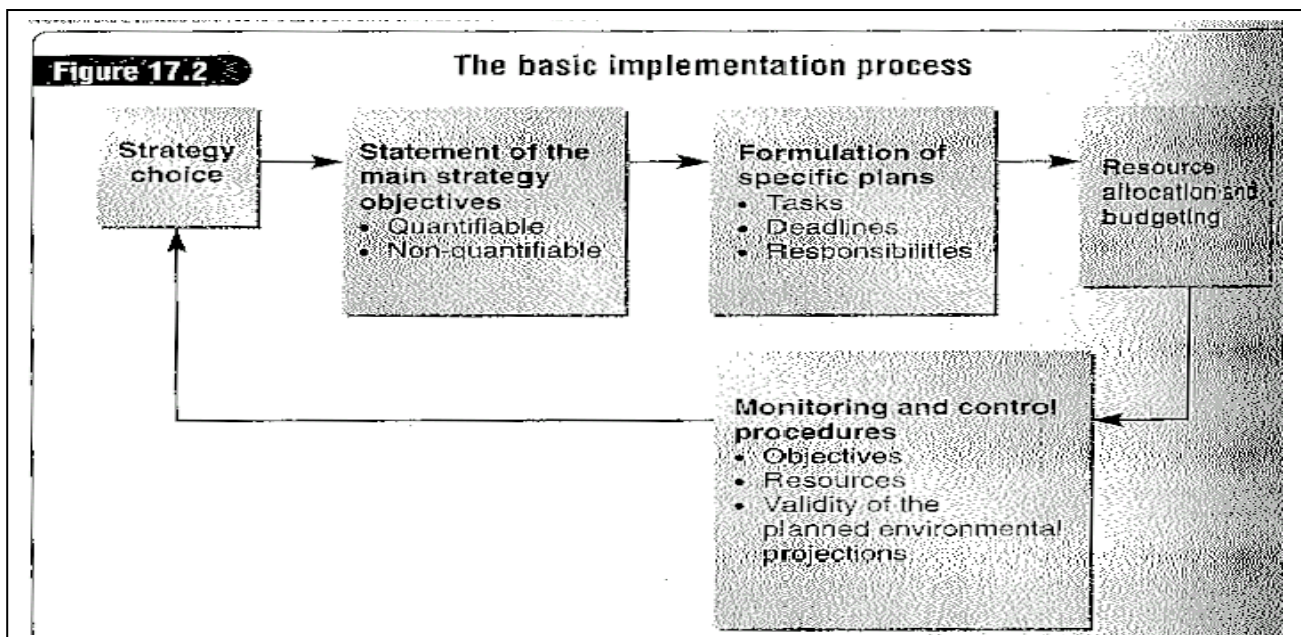 Figure 17.2
The basic implementation process
Strategy
choice
Statement of the
main strategy
objectives
• Quantifiable
• Non-quantifiable
Formulation of
specific plans
• Tasks
• Deadlines
• Responsibilities
Resource
allocation and
budgeting
Monitoring and control
procedures
• Objectives
• Resources
• Validity of the
planned environmental
projections